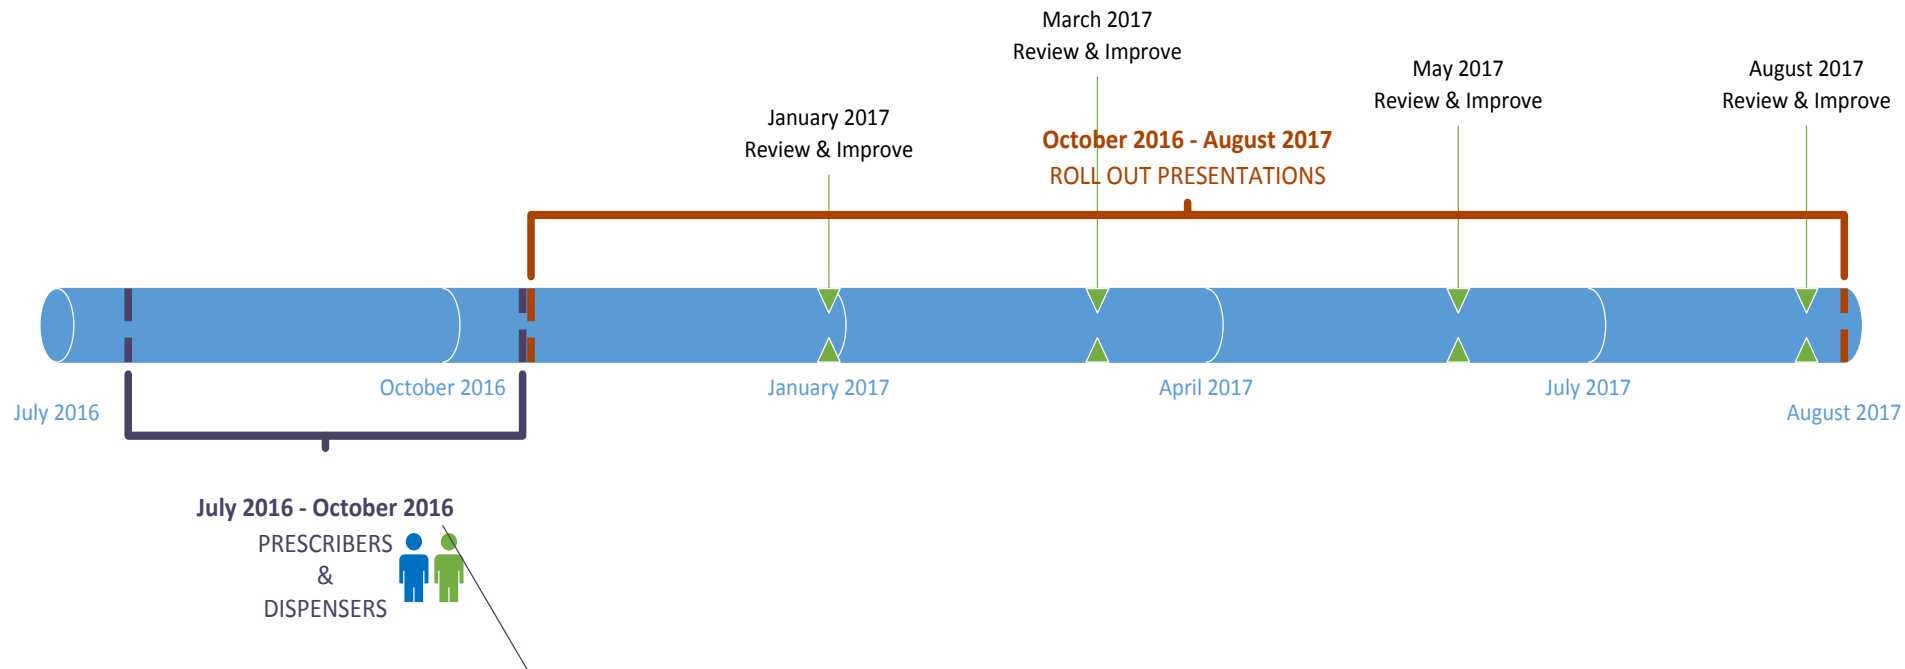 March 2017
Review & Improve
May 2017
Review & Improve
August 2017
Review & Improve
January 2017
Review & Improve
October 2016 - August 2017
ROLL OUT PRESENTATIONS
October 2016
January 2017
April 2017
July 2017
July 2016
August 2017
July 2016 - October 2016
PRESCRIBERS
&
DISPENSERS